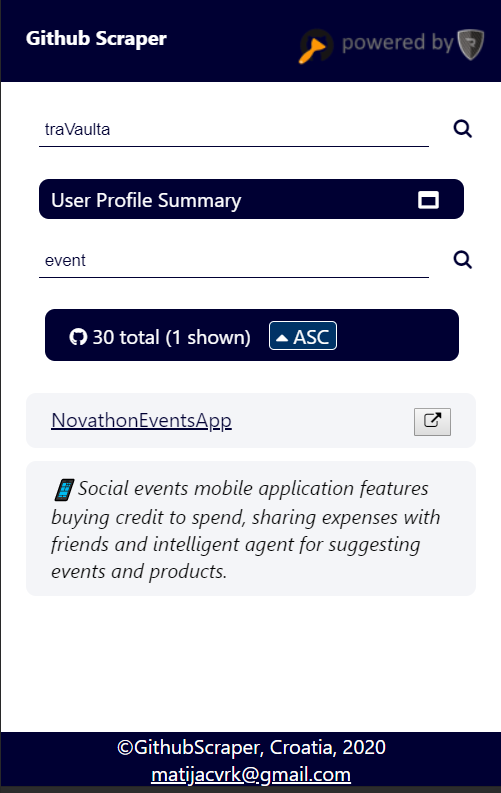 Github Scraper
powered by
traVaulta
User Profile Summary
event
30 total (1 shown)
ASC
NovathonEventsApp
Social events mobile application features
buying credit to spend, sharing expenses with
friends and intelligent agent for suggesting
events and products.
©GithubScraper, Croatia, 2020
matijacvrk@gmail.com